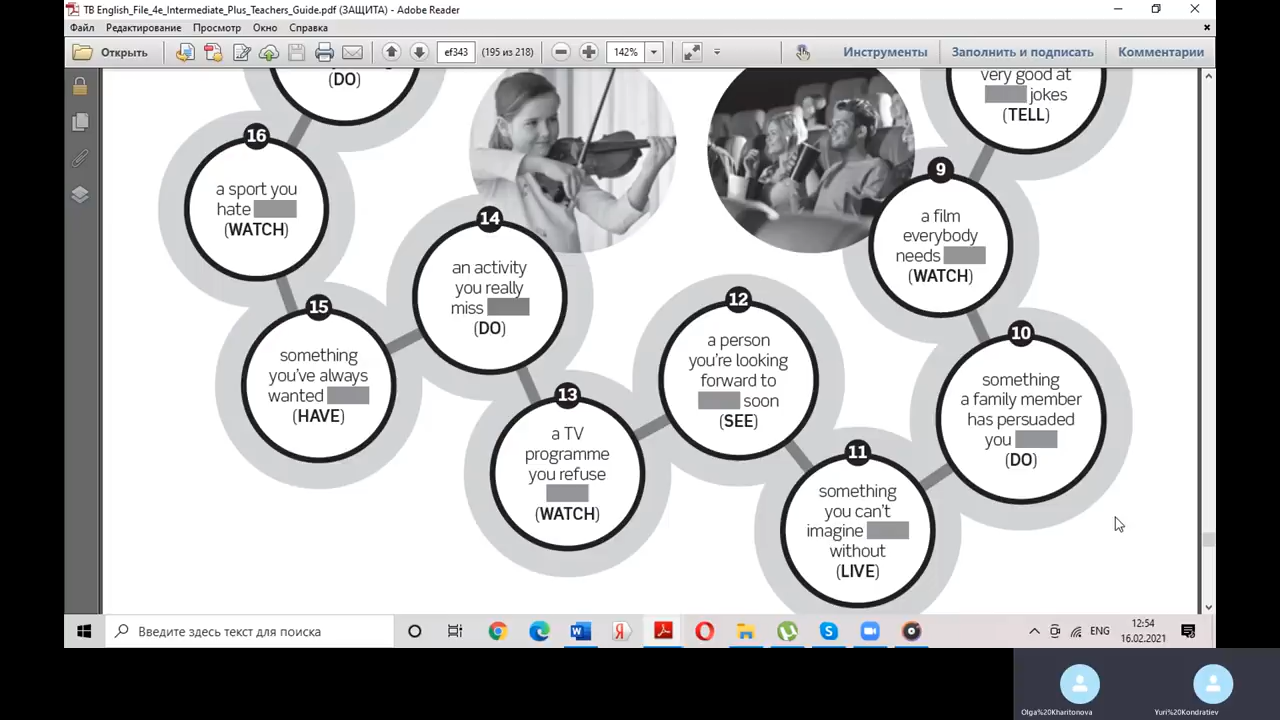 TB English_File_4e_Intermediate_Plus_Teachers_Guide.pdf (ЗАЩИТА) - Adobe Reader
Файл Редактирование Просмотр Окно Справка
Открыть ef343 (195 из 218) 142% Инструменты Заполнить и подписать Комментарии
(DO)
very good at
jokes
(TELL)
16
a sport you
hate
(WATCH)
9
a film
everybody
needs
(WATCH)
14
an activity
you really
miss
(DO)
15
something
you've always
wanted
(HAVE)
12
a person
you're looking
forward to
soon
(SEE)
10
something
a family member
has persuaded
you
(DO)
13
a TV
programme
you refuse
(WATCH)
11
something
you can't
imagine
without
(LIVE)
Введите здесь текст для поиска
ENG
12:54
16.02.2021
Olga%20Kharitonova
Yuri%20Kondratiev